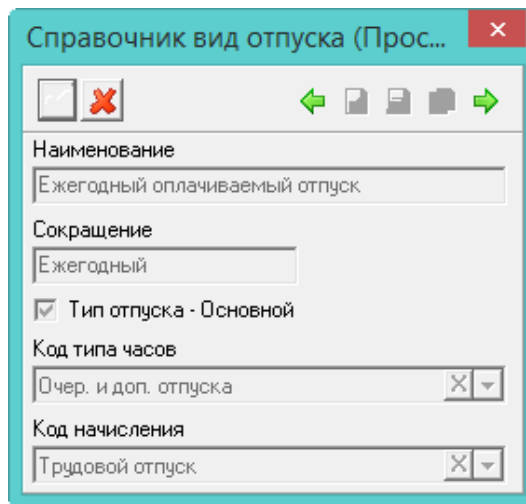 Справочник вид отпуска (Прос...
Наименование
Ежегодный оплачиваемый отпуск
Сокращение
Ежегодный
Тип отпуска - Основной
Код типа часов
Очер. и доп. отпуска
Код начисления
Трудовой отпуск